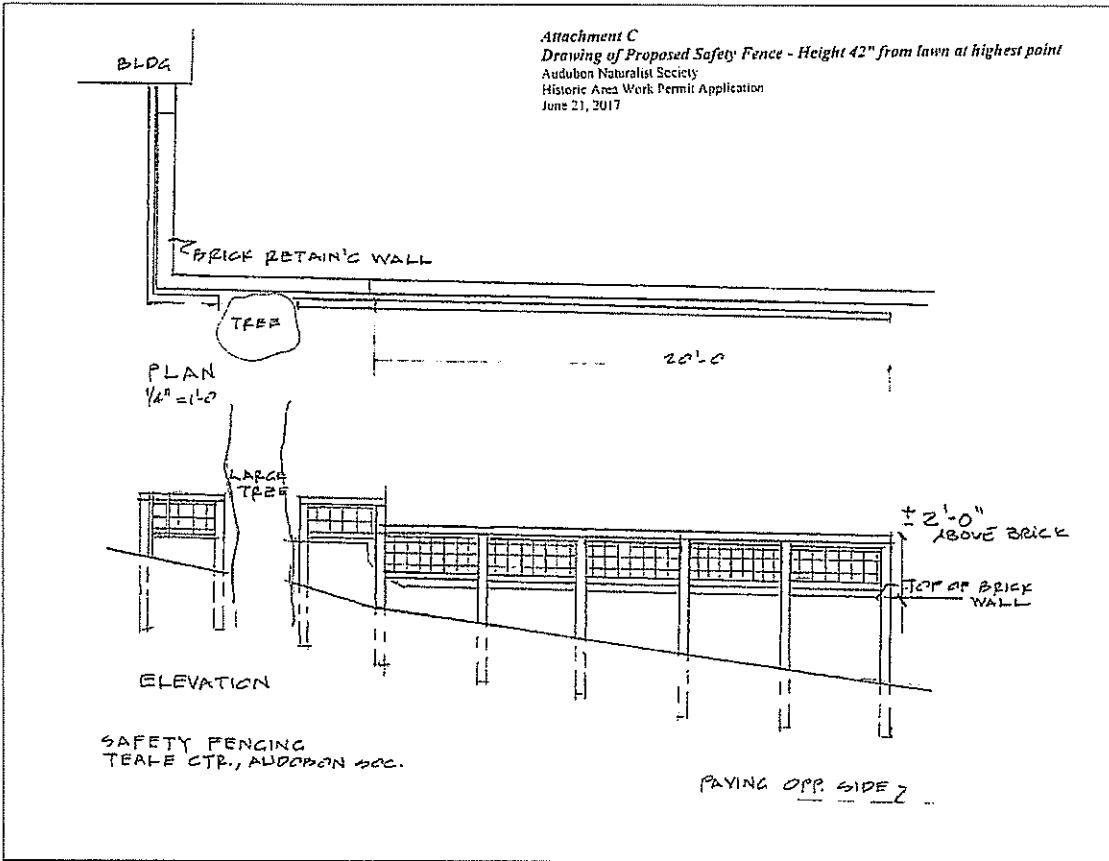 Attachment C
Drawing of Proposed Safety Fence - Height 42" from lawn at highest point
Audubon Naturalist Society
Historic Area Work Permit Application
June 21, 2017
BLDG
BRICK RETAIN'G WALL
TREE
20'-0
PLAN
1/4" = 1'-0
LARGE
TREE
± 2'-0"
ABOVE BRICK
TOP OF BRICK
WALL
ELEVATION
SAFETY FENCING
TEALE CTR., AUDOBON SOC.
PAVING OPP. SIDE